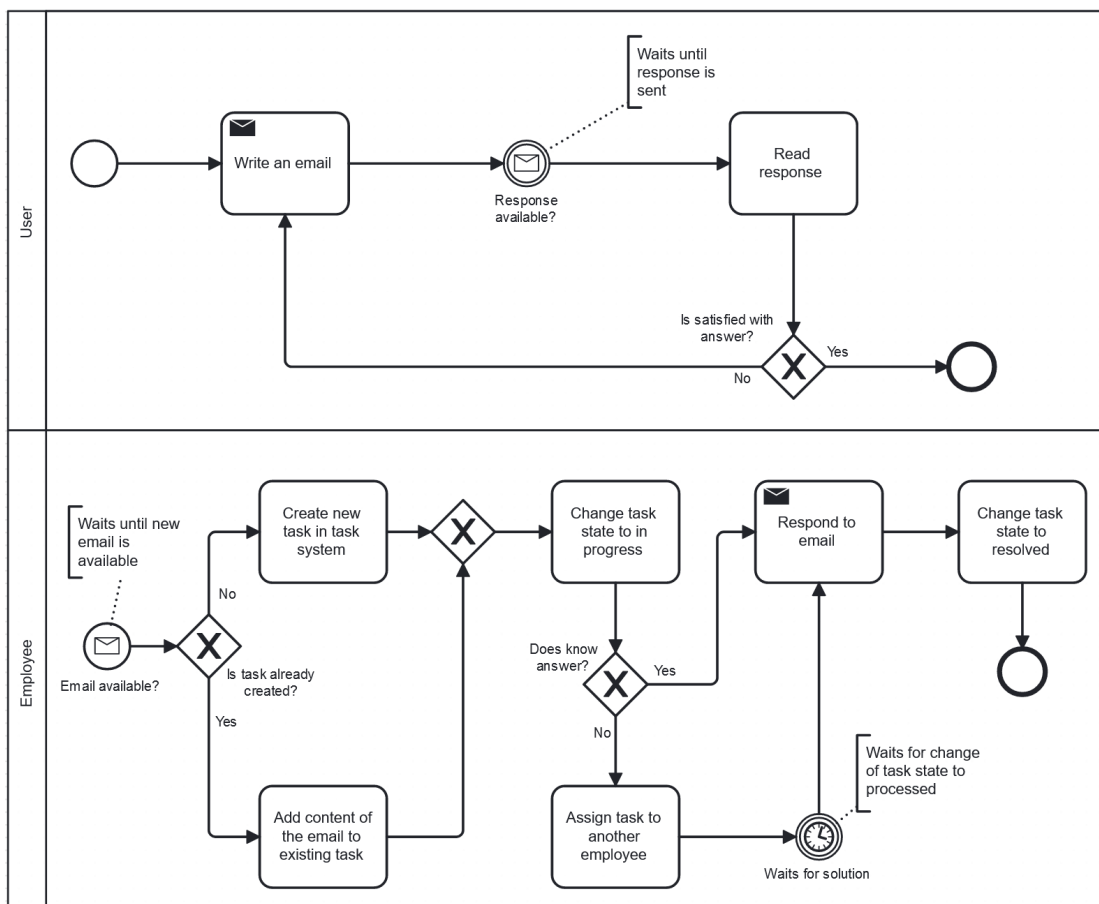 User
Waits until
response is
sent
Write an email
Response
available?
Read
response
Is satisfied with
answer?
Yes
No
Employee
Waits until new
email is
available
Email available?
Is task already
created?
No
Yes
Create new
task in task
system
Add content of
the email to
existing task
Change task
state to in
progress
Does know
answer?
Yes
No
Assign task to
another
employee
Waits for solution
Waits for change
of task state to
processed
Respond to
email
Change task
state to
resolved